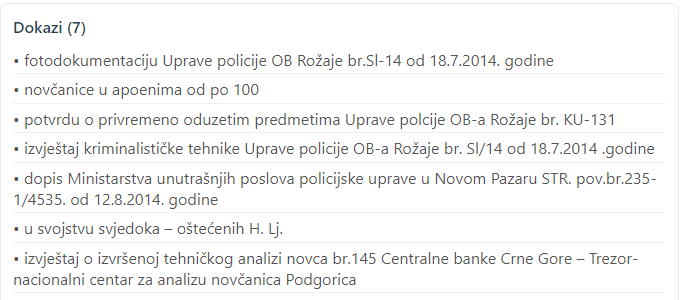 Dokazi (7)
• fotodokumentaciju Uprave policije OB Rožaje br.Sl-14 od 18.7.2014. godine
• novčanice u apoenima od po 100
• potvrdu o privremeno oduzetim predmetima Uprave polcije OB-a Rožaje br. KU-131
• izvještaj kriminalističke tehnike Uprave policije OB-a Rožaje br. Sl/14 od 18.7.2014 .godine
• dopis Ministarstva unutrašnjih poslova policijske uprave u Novom Pazaru STR. pov.br.235-
1/4535. od 12.8.2014. godine
• u svojstvu svjedoka – oštećenih H. Lj.
• izvještaj o izvršenoj tehničkog analizi novca br.145 Centralne banke Crne Gore – Trezor-
nacionalni centar za analizu novčanica Podgorica